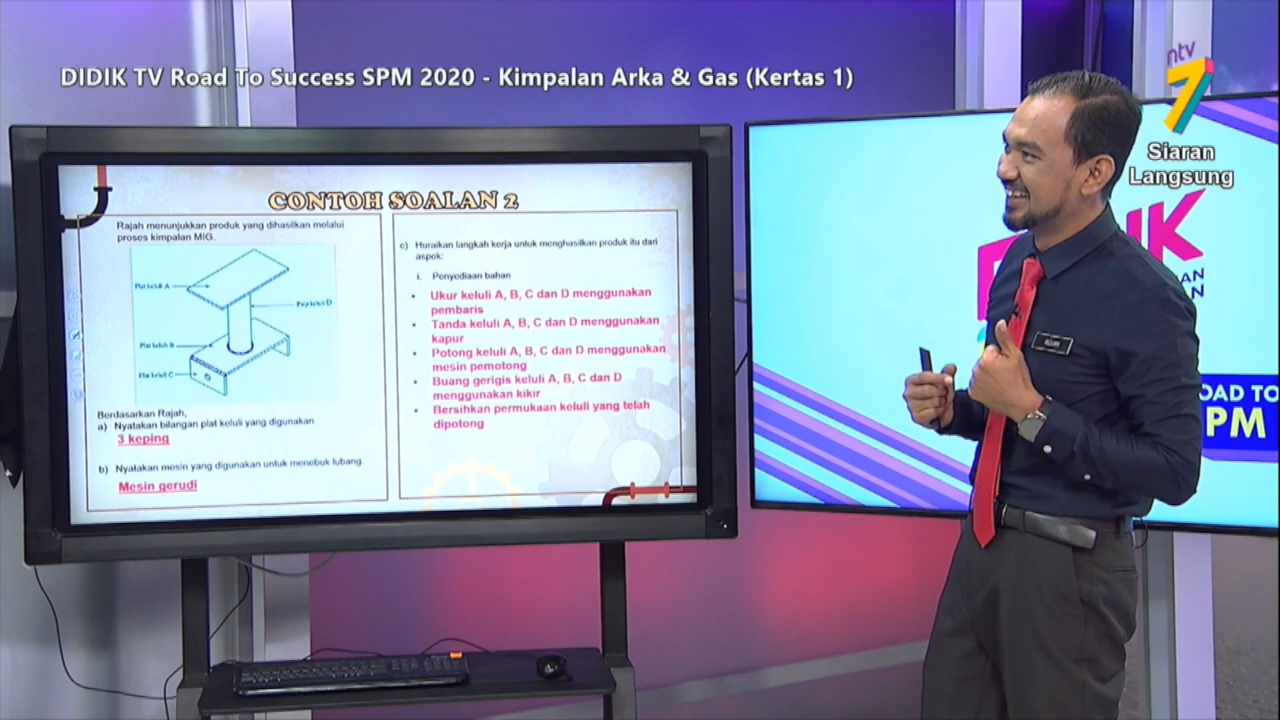 DIDIK TV Road To Success SPM 2020 - Kimpalan Arka & Gas (Kertas 1)
ntv
7
Siaran
Langsung
CONTOH SOALAN 2
Rajah menunjukkan produk yang dihasilkan melalui
proses kimpalan MIG.
Plat keluli A
Paip keluli D
Plat keluli B
Plat keluli C
Berdasarkan Rajah,
a) Nyatakan bilangan plat keluli yang digunakan
3 keping
b) Nyatakan mesin yang digunakan untuk menebuk lubang.
Mesin gerudi
c) Huraikan langkah kerja untuk menghasilkan produk itu dari
aspek:
i. Penyediaan bahan
• Ukur keluli A, B, C dan D menggunakan
pembaris
• Tanda keluli A, B, C dan D menggunakan
kapur
• Potong keluli A, B, C dan D menggunakan
mesin pemotong
• Buang gerigis keluli A, B, C dan D
menggunakan kikir
• Bersihkan permukaan keluli yang telah
dipotong
IK
AN
N
OAD TO
PM